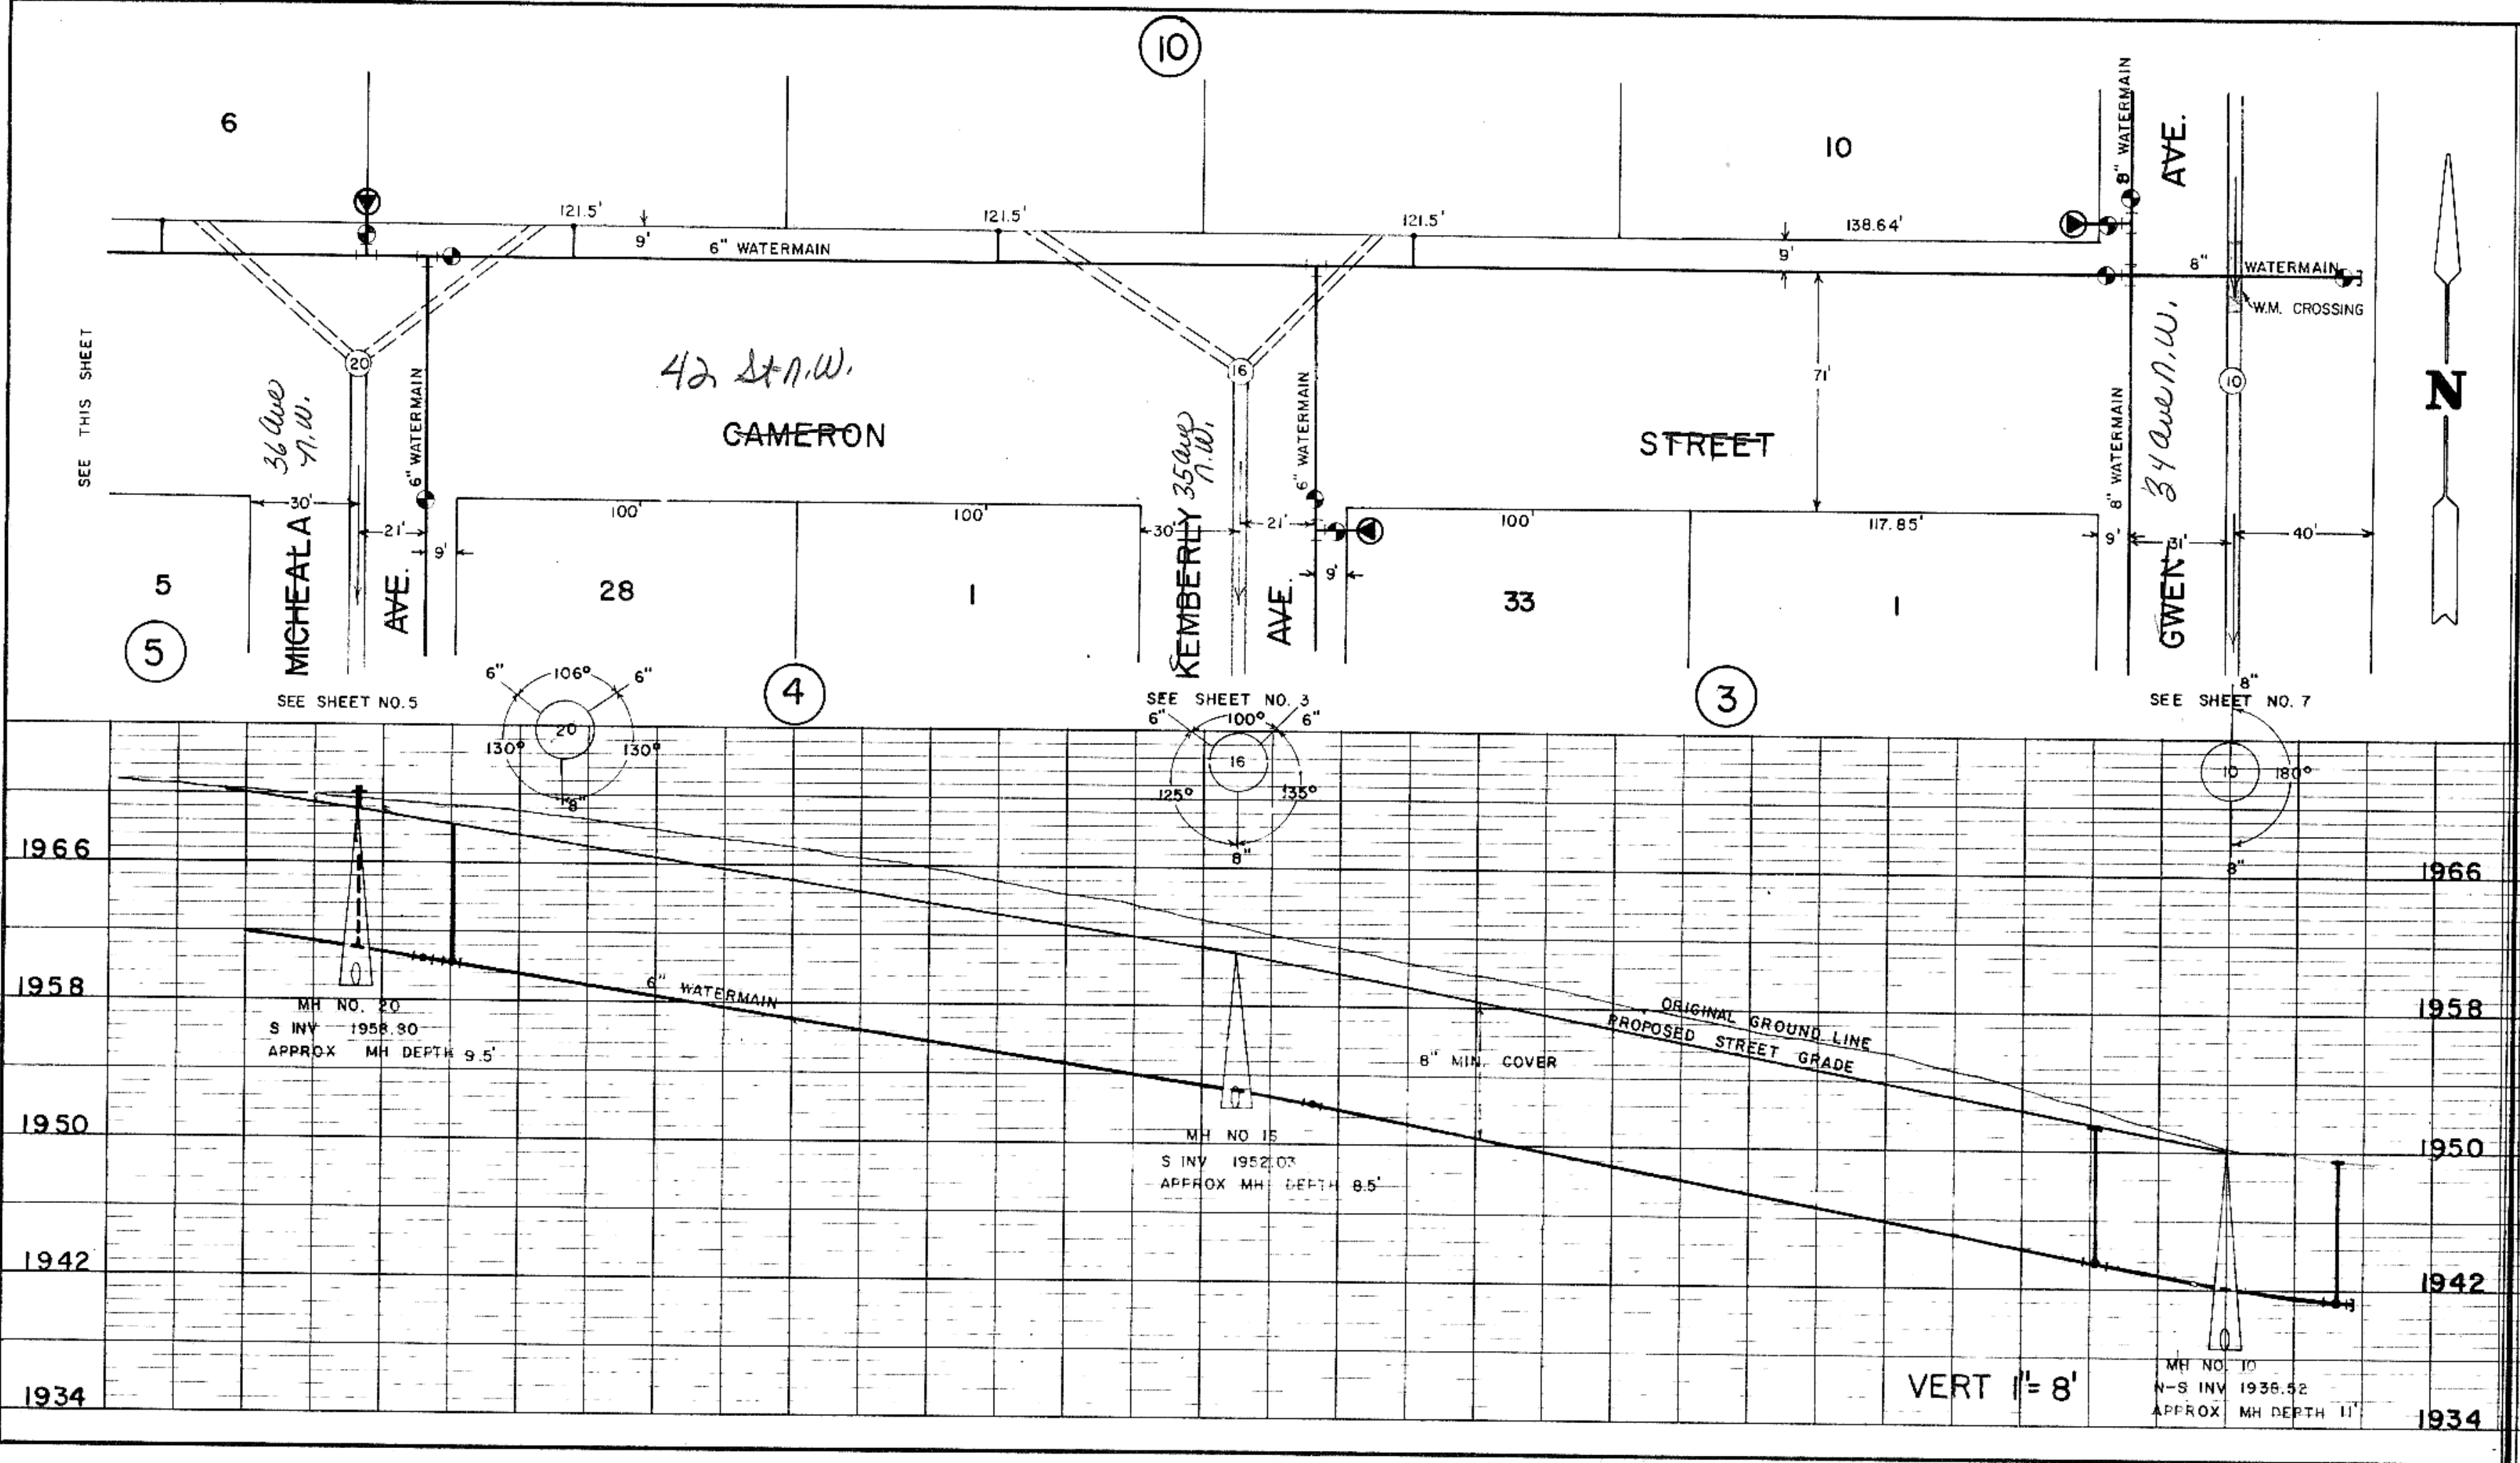 10
6
10
8" WATERMAIN
AVE.
121.5'
9'
6" WATERMAIN
121.5'
121.5'
138.64'
9'
8" WATERMAIN
W.M. CROSSING
SEE THIS SHEET
20
16
10
36 Ave
N.W.
6" WATERMAIN
42 St N.W.
CAMERON
35 Ave
N.W.
6" WATERMAIN
STREET
71'
8" WATERMAIN
34 Ave N.W.
N
30'
21'
9'
100'
100'
30'
21'
9'
100'
117.85'
9'
31'
40'
5
MICHEALA
AVE.
28
1
KEMBERLY
AVE.
33
1
GWEN
5
4
3
SEE SHEET NO. 5
SEE SHEET NO. 3
SEE SHEET NO. 7
6" 106° 6"
20
130° 130°
8"
6" 100° 6"
16
125° 135°
8"
8"
10 180°
8"
1966
1966
1958
1958
MH NO. 20
S INV 1958.80
APPROX MH DEPTH 9.5'
6" WATERMAIN
ORIGINAL GROUND LINE
PROPOSED STREET GRADE
8" MIN. COVER
1950
1950
MH NO 16
S INV 1952.03
APPROX MH DEPTH 8.5'
1942
1942
VERT 1"= 8'
MH NO. 10
N-S INV 1938.52
APPROX MH DEPTH 11'
1934
1934